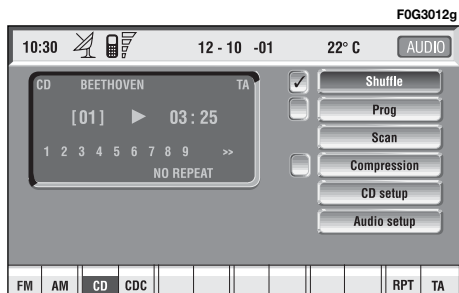 F0G3012g
10:30 12 - 10 -01 22° C AUDIO
CD BEETHOVEN TA
[01] 03 : 25
1 2 3 4 5 6 7 8 9 >>
NO REPEAT
Shuffle
Prog
Scan
Compression
CD setup
Audio setup
FM AM CD CDC RPT TA